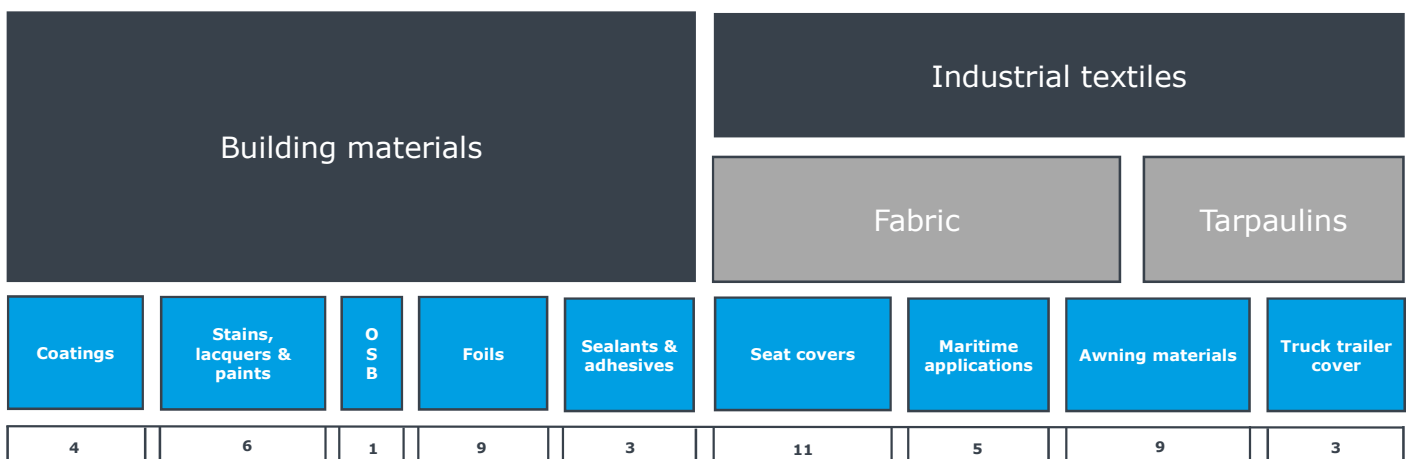 Building materials
Industrial textiles
Fabric
Tarpaulins
Coatings
Stains,
lacquers &
paints
O
S
B
Foils
Sealants &
adhesives
Seat covers
Maritime
applications
Awning materials
Truck trailer
cover
4
6
1
9
3
11
5
9
3